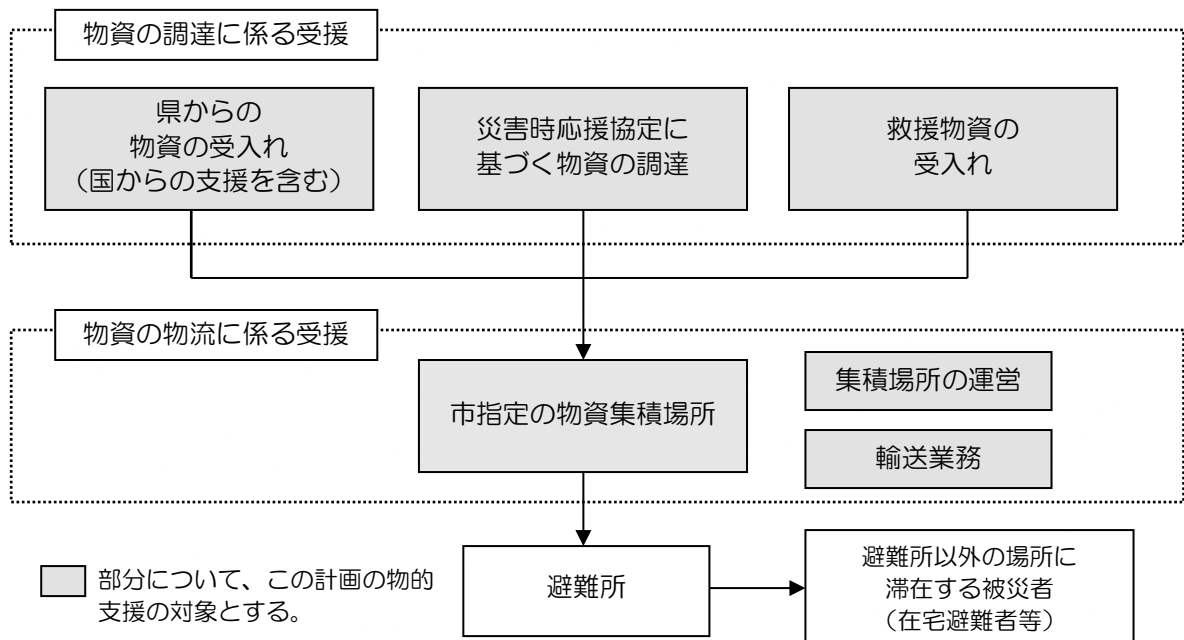 物資の調達に係る受援
県からの
物資の受入れ
（国からの支援を含む）
災害時応援協定に
基づく物資の調達
救援物資の
受入れ
物資の物流に係る受援
市指定の物資集積場所
集積場所の運営
輸送業務
部分について、この計画の物的
支援の対象とする。
避難所
避難所以外の場所に
滞在する被災者
（在宅避難者等）